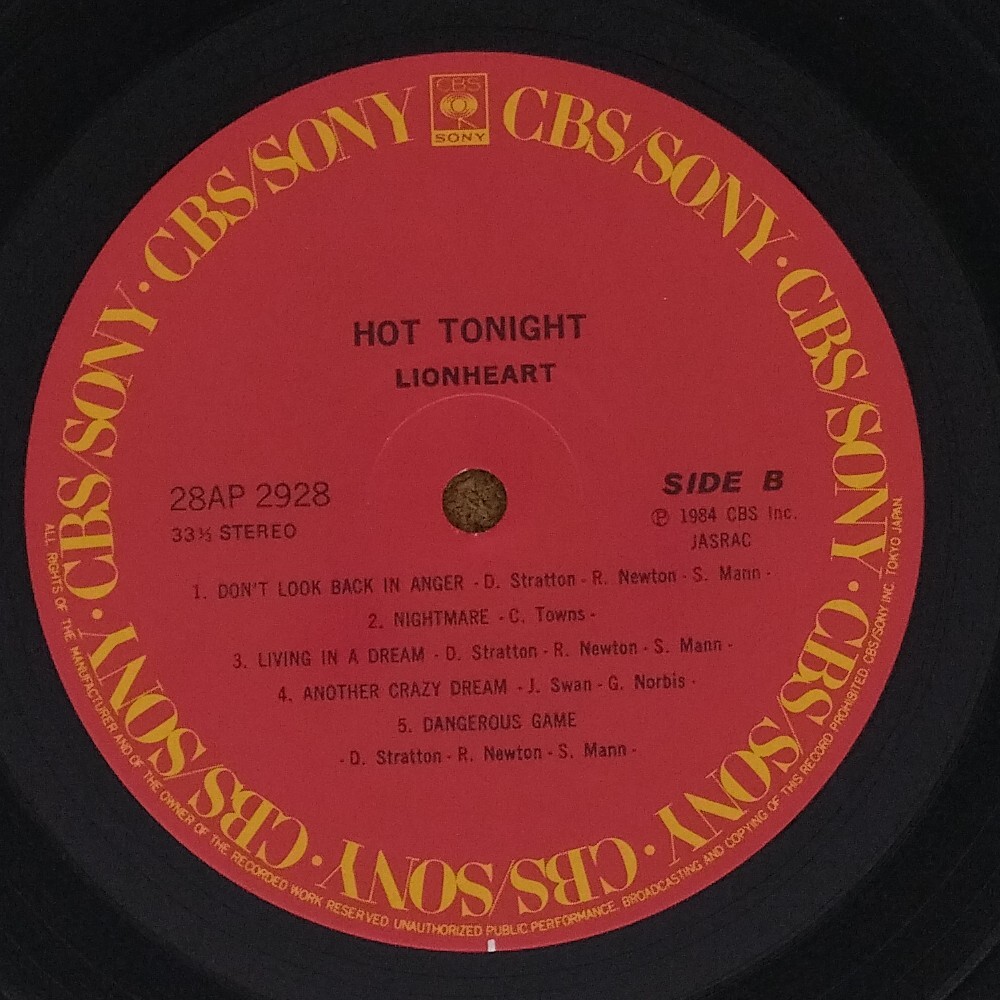 CBS
SONY
CBS/SONY · CBS/SONY · CBS/SONY · CBS/SONY · CBS/SONY · CBS/SONY · CBS/SONY · CBS/SONY
HOT TONIGHT
LIONHEART
28AP 2928
33⅓ STEREO
SIDE B
Ⓟ 1984 CBS Inc.
JASRAC
1. DON'T LOOK BACK IN ANGER - D. Stratton - R. Newton - S. Mann -
2. NIGHTMARE - C. Towns -
3. LIVING IN A DREAM - D. Stratton - R. Newton - S. Mann -
4. ANOTHER CRAZY DREAM - J. Swan - G. Norbis -
5. DANGEROUS GAME
- D. Stratton - R. Newton - S. Mann -
ALL RIGHTS OF THE MANUFACTURER AND OF THE OWNER OF THE RECORDED WORK RESERVED. UNAUTHORIZED PUBLIC PERFORMANCE, BROADCASTING AND COPYING OF THIS RECORD PROHIBITED. CBS/SONY INC. TOKYO JAPAN.